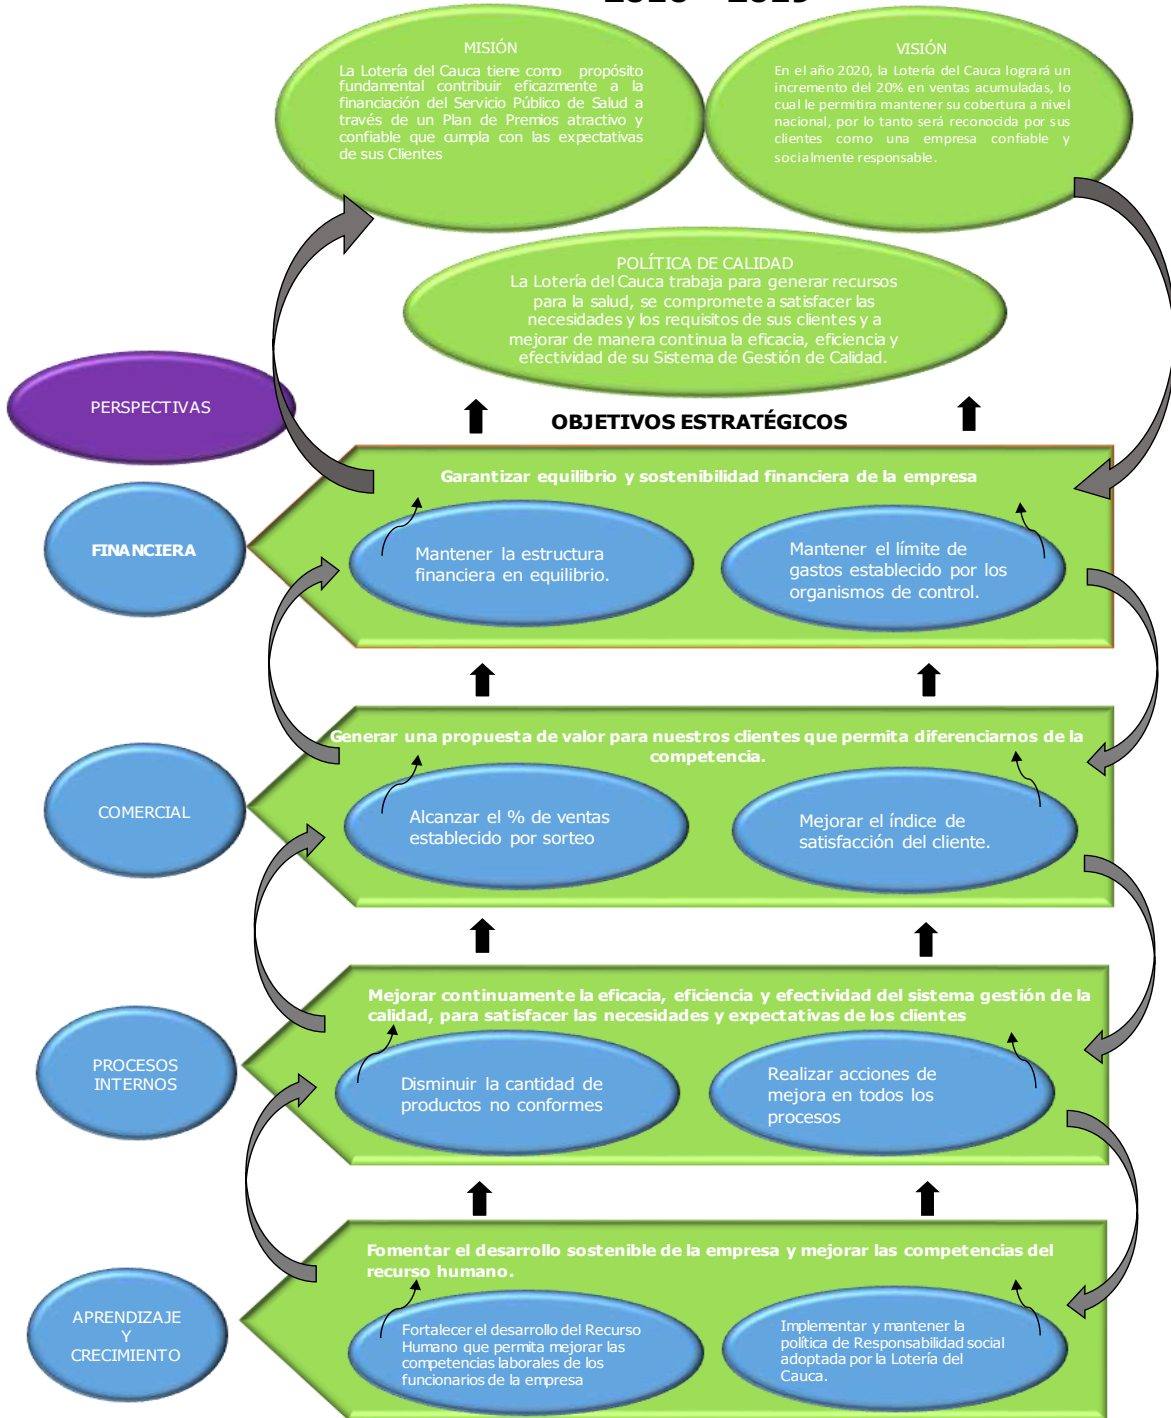 MISIÓN
La Lotería del Cauca tiene como propósito
fundamental contribuir eficazmente a la
financiación del Servicio Público de Salud a
través de un Plan de Premios atractivo y
confiable que cumpla con las expectativas
de sus Clientes
VISIÓN
En el año 2020, la Lotería del Cauca logrará un
incremento del 20% en ventas acumuladas, lo
cual le permitira mantener su cobertura a nivel
nacional, por lo tanto será reconocida por sus
clientes como una empresa confiable y
socialmente responsable.
POLÍTICA DE CALIDAD
La Lotería del Cauca trabaja para generar recursos
para la salud, se compromete a satisfacer las
necesidades y los requisitos de sus clientes y a
mejorar de manera continua la eficacia, eficiencia y
efectividad de su Sistema de Gestión de Calidad.
PERSPECTIVAS
OBJETIVOS ESTRATÉGICOS
Garantizar equilibrio y sostenibilidad financiera de la empresa
FINANCIERA
Mantener la estructura
financiera en equilibrio.
Mantener el límite de
gastos establecido por los
organismos de control.
Generar una propuesta de valor para nuestros clientes que permita diferenciarnos de la
competencia.
COMERCIAL
Alcanzar el % de ventas
establecido por sorteo
Mejorar el índice de
satisfacción del cliente.
Mejorar continuamente la eficacia, eficiencia y efectividad del sistema gestión de la
calidad, para satisfacer las necesidades y expectativas de los clientes
PROCESOS
INTERNOS
Disminuir la cantidad de
productos no conformes
Realizar acciones de
mejora en todos los
procesos
Fomentar el desarrollo sostenible de la empresa y mejorar las competencias del
recurso humano.
APRENDIZAJE
Y
CRECIMIENTO
Fortalecer el desarrollo del Recurso
Humano que permita mejorar las
competencias laborales de los
funcionarios de la empresa
Implementar y mantener la
política de Responsabilidad social
adoptada por la Lotería del
Cauca.